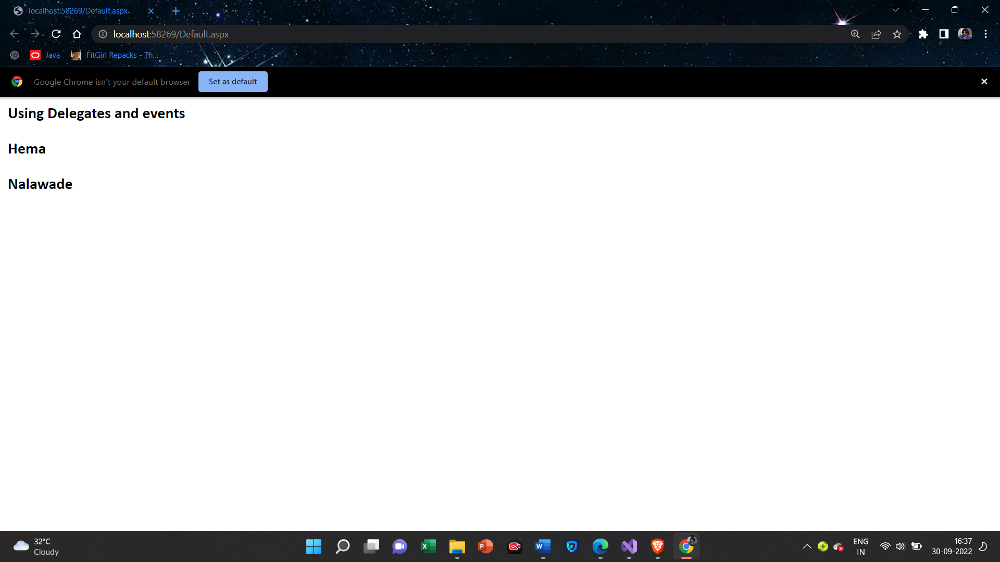 localhost:58269/Default.aspx
localhost:58269/Default.aspx
Java
FitGirl Repacks - Th...
Google Chrome isn't your default browser
Set as default
Using Delegates and events
Hema
Nalawade
32°C
Cloudy
ENG
IN
16:37
30-09-2022